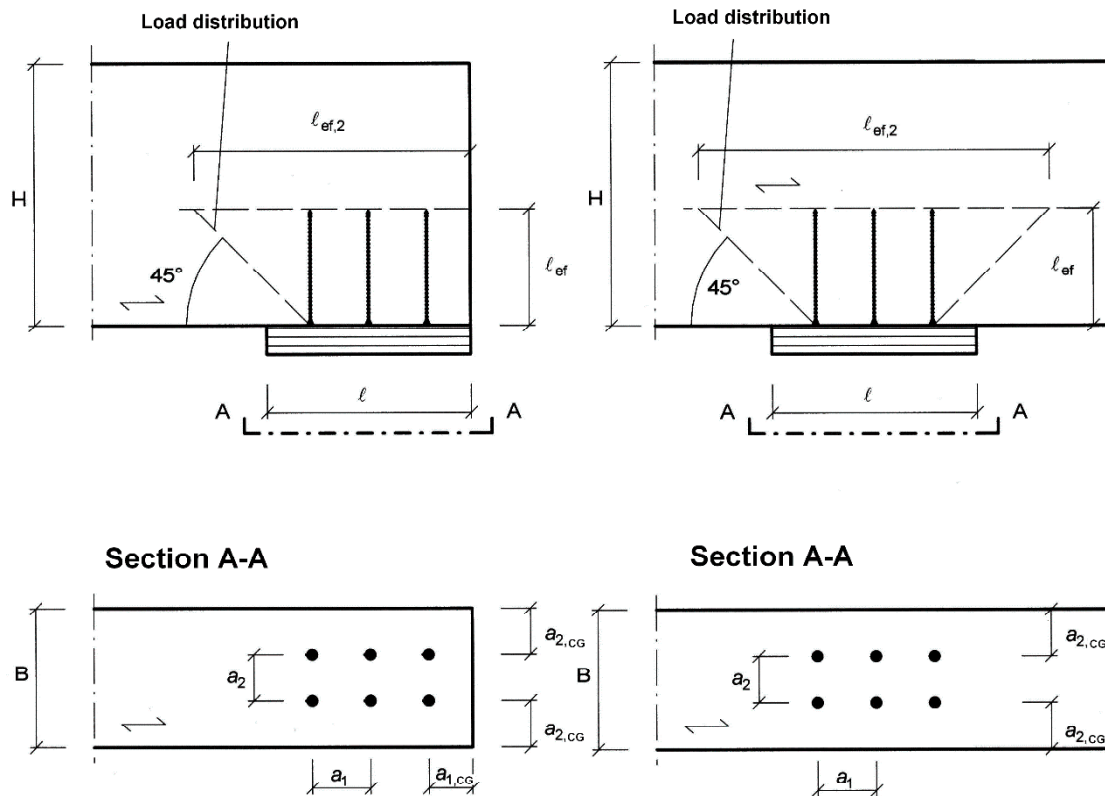 Load distribution
ℓef,2
H
45°
ℓef
ℓ
A
A
Load distribution
ℓef,2
H
45°
ℓef
ℓ
A
A
Section A-A
B
a2
a2,CG
a2,CG
a1
a1,CG
Section A-A
B
a2
a2,CG
a2,CG
a1